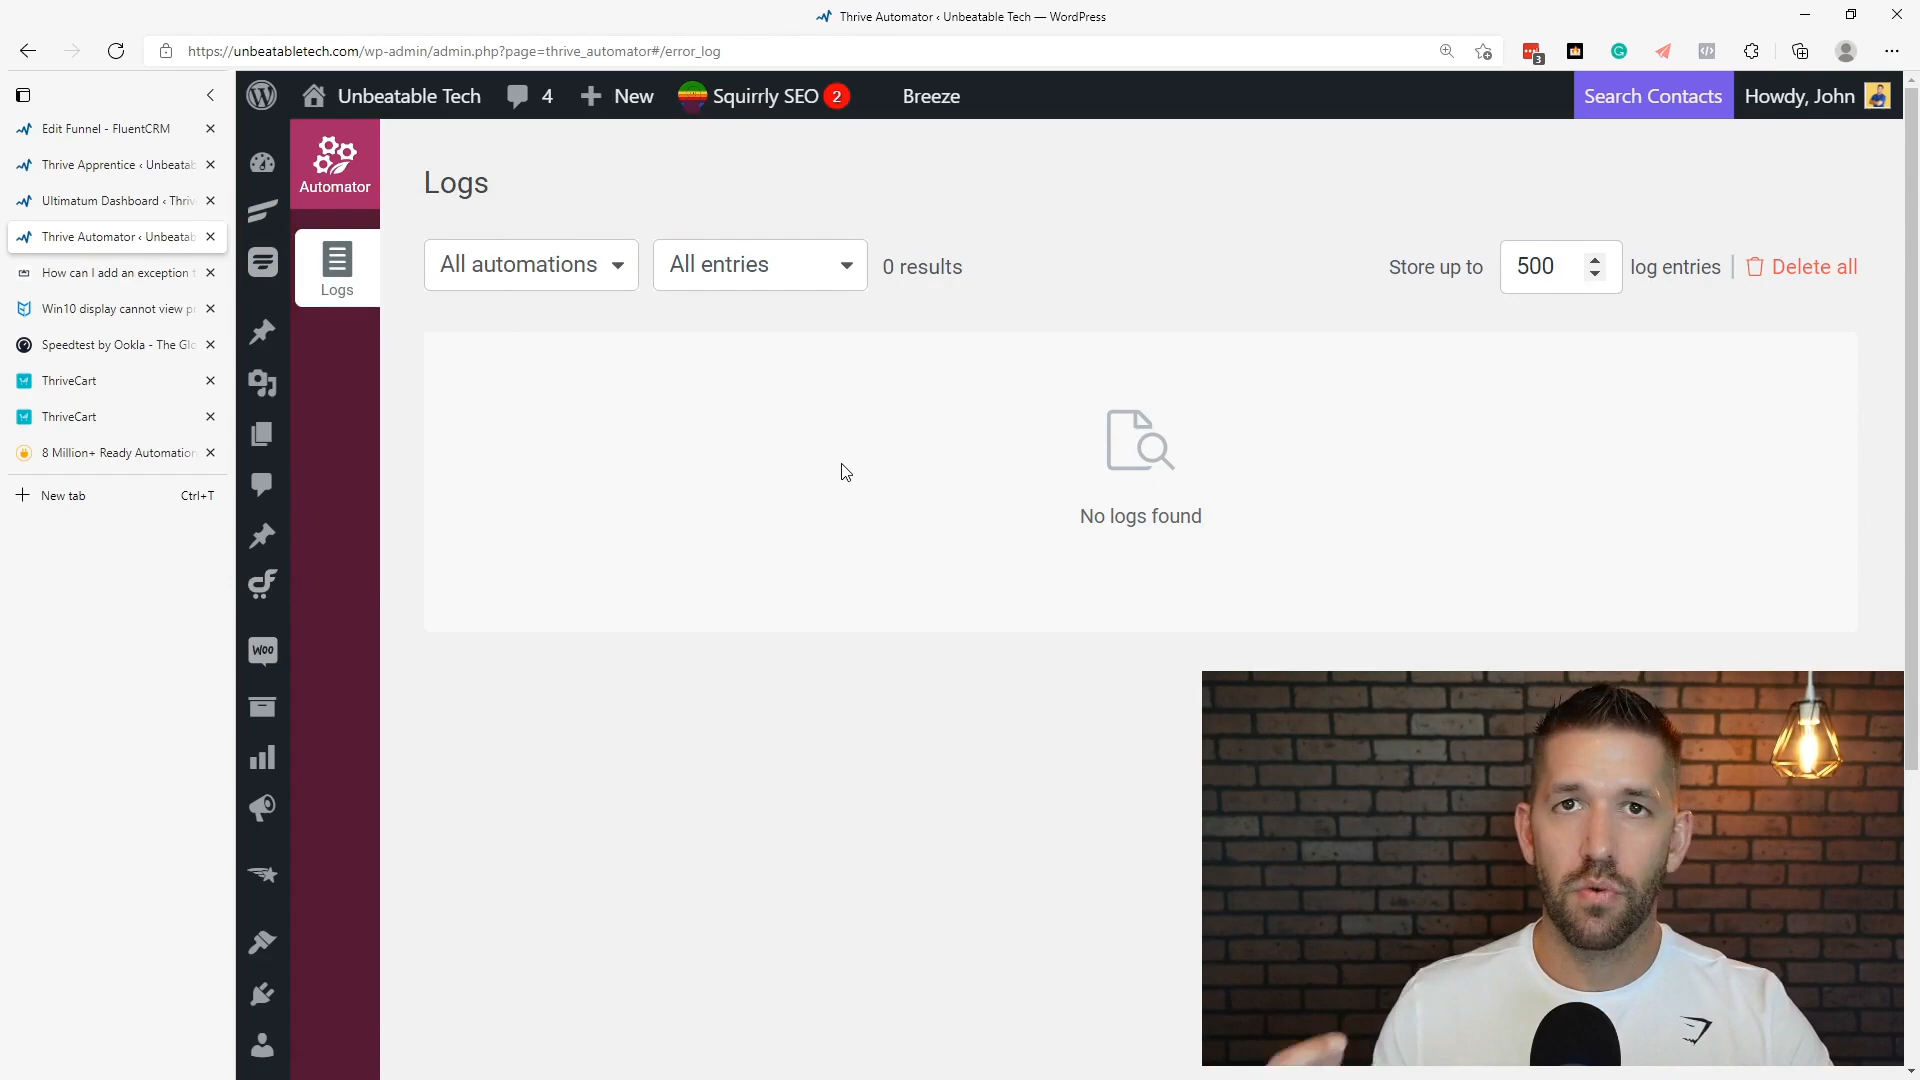 Thrive Automator ‹ Unbeatable Tech — WordPress
https://unbeatabletech.com/wp-admin/admin.php?page=thrive_automator#/error_log
3
Unbeatable Tech
4
New
Squirrly SEO 2
Breeze
Search Contacts
Howdy, John
Edit Funnel - FluentCRM
Thrive Apprentice ‹ Unbeatab
Ultimatum Dashboard ‹ Thriv
Thrive Automator ‹ Unbeatab
How can I add an exception
Win10 display cannot view
Speedtest by Ookla - The Glo
ThriveCart
ThriveCart
8 Million+ Ready Automation
New tab Ctrl+T
Automator
Logs
WOO
Logs
All automations
All entries
0 results
Store up to 500 log entries
Delete all
No logs found